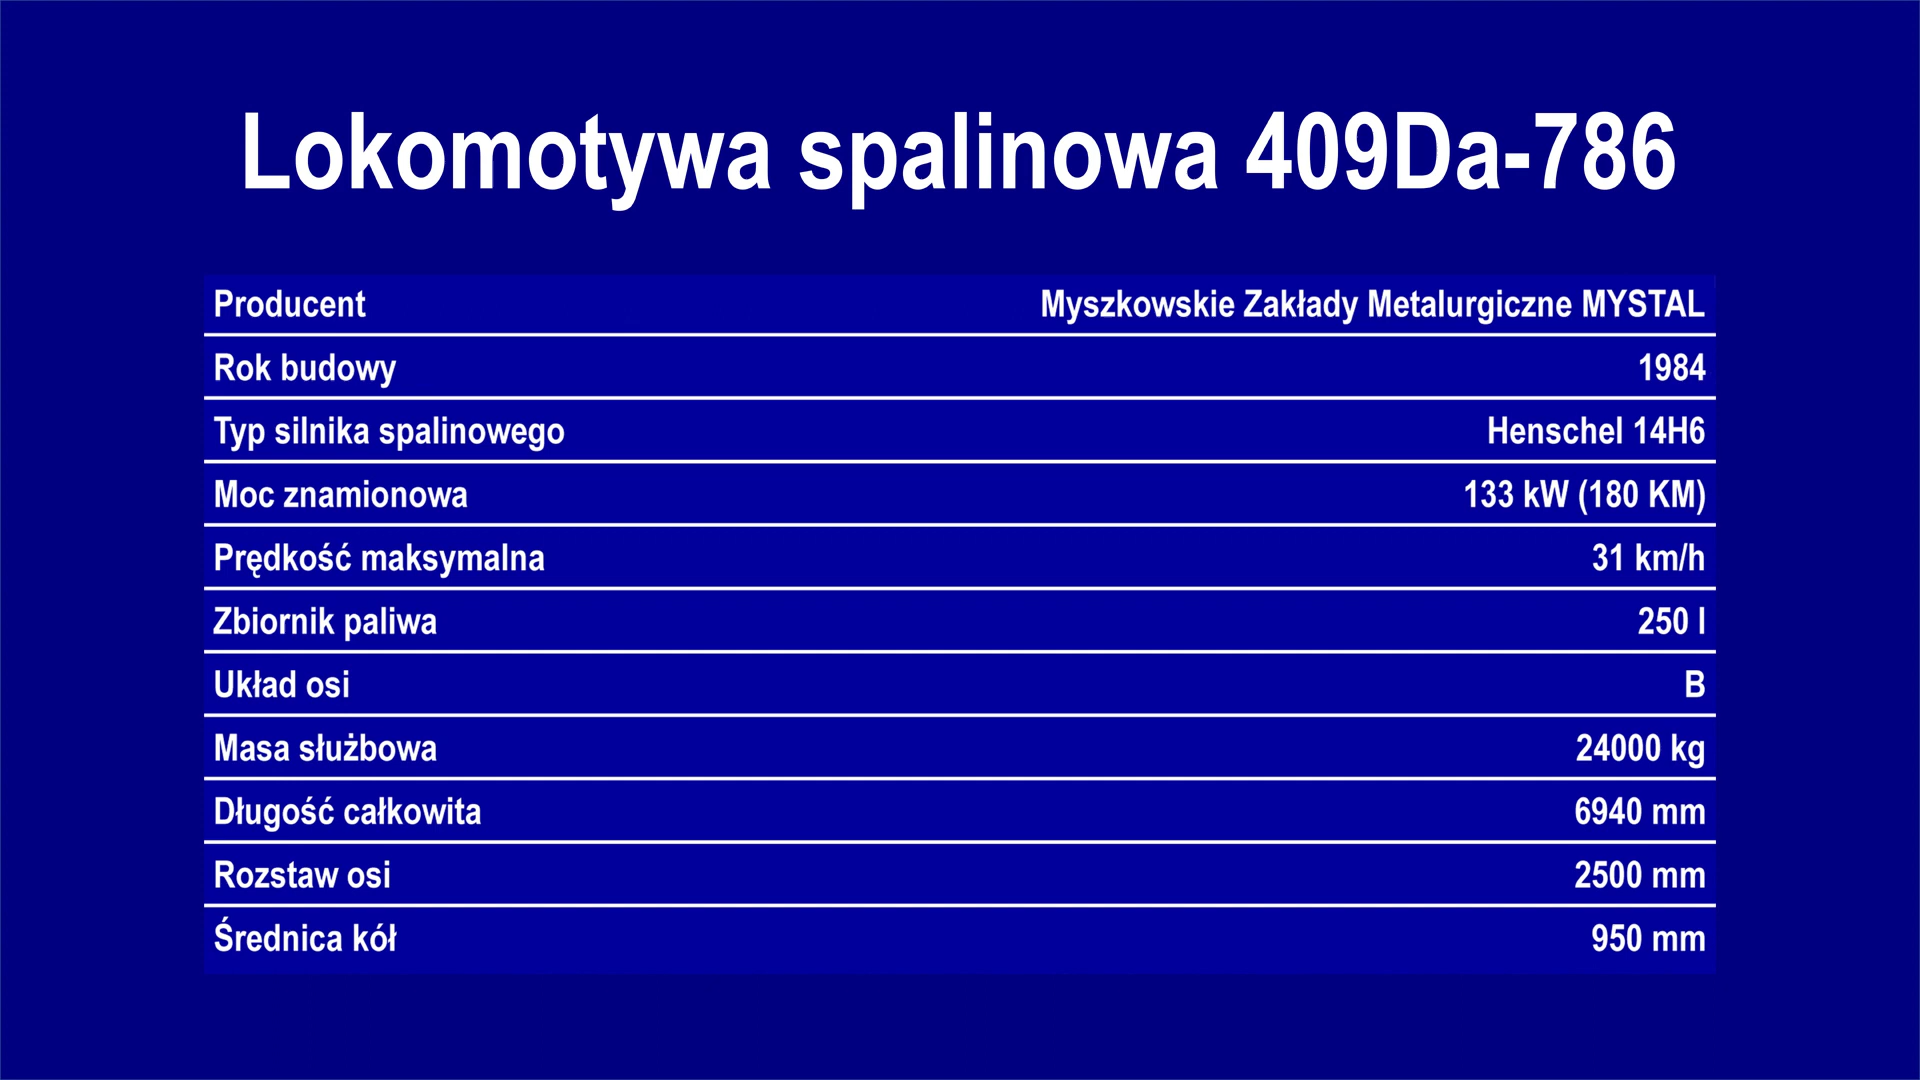 Lokomotywa spalinowa 409Da-786
Producent Myszkowskie Zakłady Metalurgiczne MYSTAL
Rok budowy 1984
Typ silnika spalinowego Henschel 14H6
Moc znamionowa 133 kW (180 KM)
Prędkość maksymalna 31 km/h
Zbiornik paliwa 250 l
Układ osi B
Masa służbowa 24000 kg
Długość całkowita 6940 mm
Rozstaw osi 2500 mm
Średnica kół 950 mm